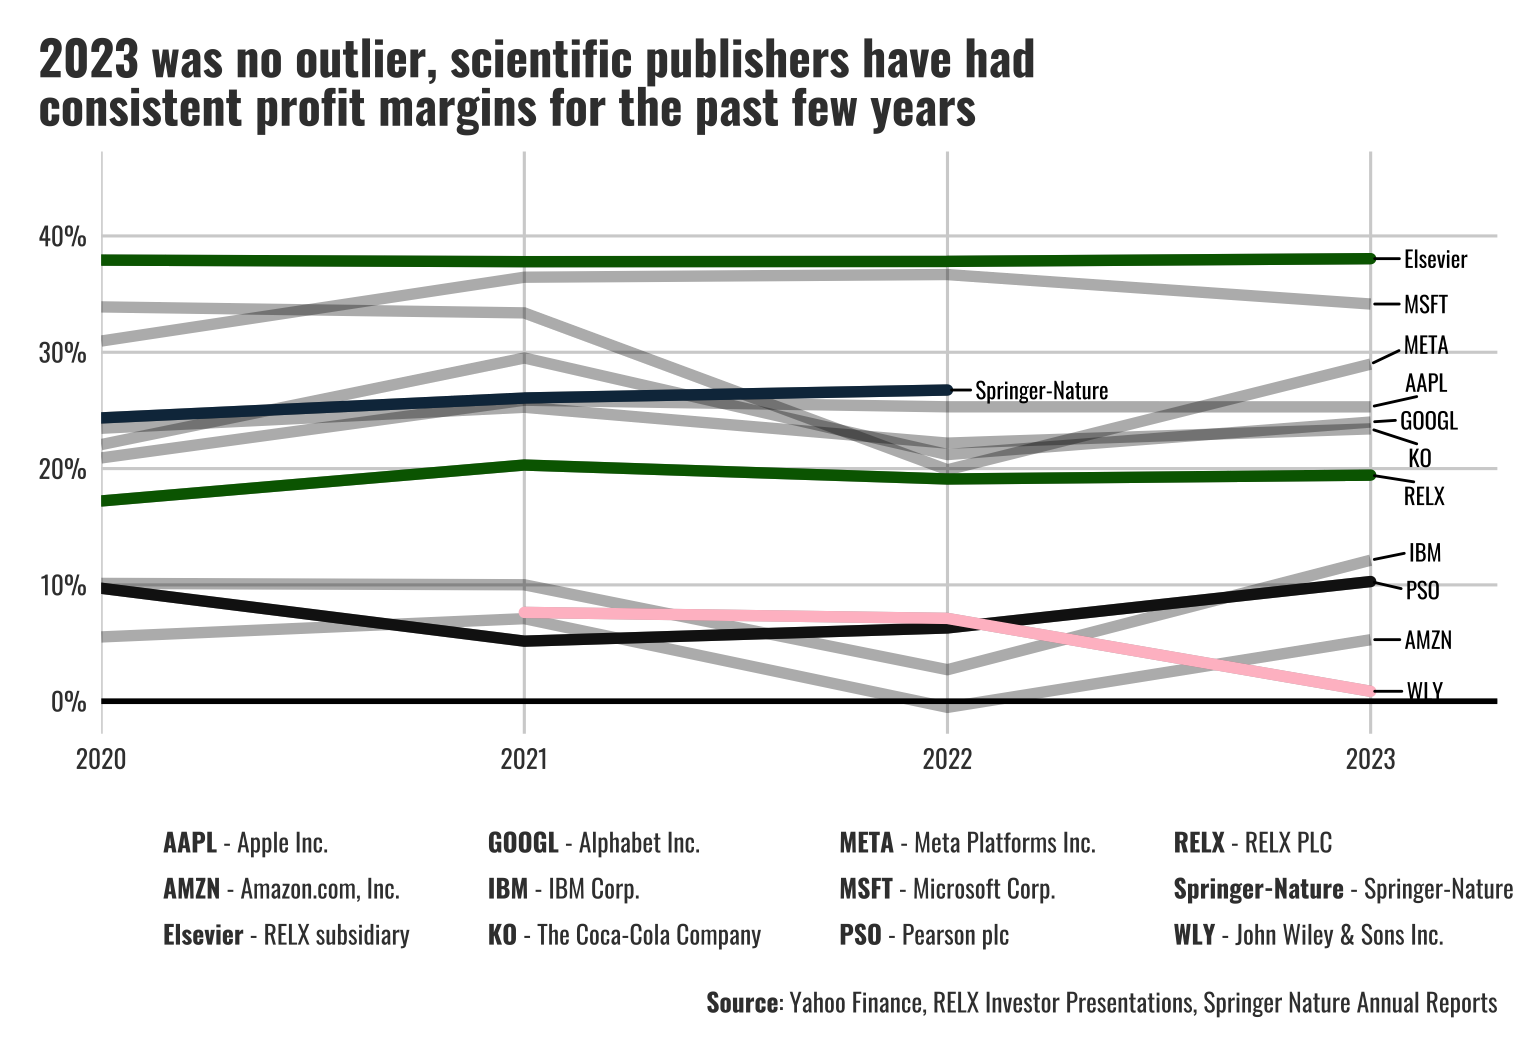 2023 was no outlier, scientific publishers have had
consistent profit margins for the past few years
40%
30%
20%
10%
0%
Elsevier
MSFT
META
AAPL
Springer-Nature
GOOGL
KO
RELX
IBM
PSO
AMZN
WLY
2020 2021 2022 2023
AAPL - Apple Inc. GOOGL - Alphabet Inc. META - Meta Platforms Inc. RELX - RELX PLC
AMZN - Amazon.com, Inc. IBM - IBM Corp. MSFT - Microsoft Corp. Springer-Nature - Springer-Nature
Elsevier - RELX subsidiary KO - The Coca-Cola Company PSO - Pearson plc WLY - John Wiley & Sons Inc.
Source: Yahoo Finance, RELX Investor Presentations, Springer Nature Annual Reports